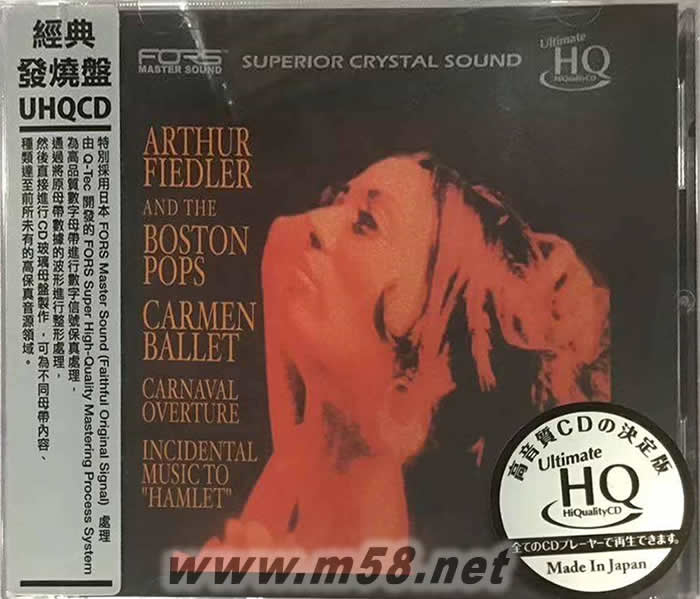 經典
發燒盤
UHQCD
特別採用日本 FORS Master Sound (Faithful Original Signal) 處理
由 Q-Tec 開發的 FORS Super High-Quality Mastering Process System
為高品質數字母帶進行數字信號保真處理，
通過將原母帶數據的波形進行整形處理，
然後直接進行CD玻璃母盤製作，可為不同母帶內容、
種類達至前所未有的高保真音源領域。
FORS
MASTER SOUND
SUPERIOR CRYSTAL SOUND
Ultimate
HQ
HiQualityCD
ARTHUR
FIEDLER
AND THE
BOSTON
POPS
CARMEN
BALLET
CARNAVAL
OVERTURE
INCIDENTAL
MUSIC TO
"HAMLET"
高音質CDの決定版
Ultimate
HQ
HiQualityCD
全てのCDプレーヤーで再生できます。
Made In Japan
www.m58.net